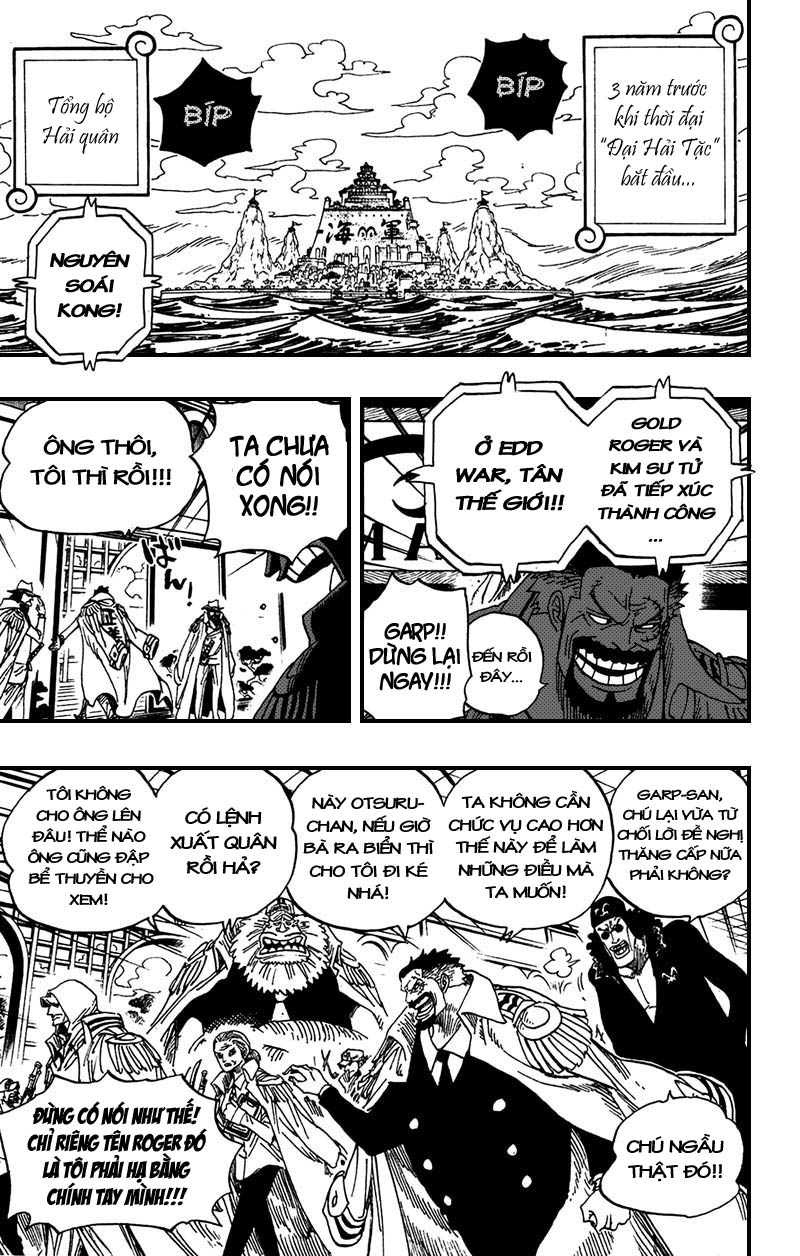 3 năm trước
khi thời đại
"Đại Hải Tặc"
bắt đầu...
BÍP
BÍP
Tổng bộ
Hải quân
海軍
NGUYÊN
SOÁI
KONG!
GOLD
ROGER VÀ
KIM SƯ TỬ
ĐÃ TIẾP XÚC
THÀNH CÔNG
...
Ở EDD
WAR, TÂN
THẾ GIỚI!!
ĐẾN RỒI
ĐÂY...
GARP!!
DỪNG LẠI
NGAY!!!
TA CHƯA
CÓ NÓI
XONG!!
ÔNG THÔI,
TÔI THÌ RỒI!!!
ばん!
GARP-SAN,
CHÚ LẠI VỪA TỪ
CHỐI LỜI ĐỀ NGHỊ
THĂNG CẤP NỮA
PHẢI KHÔNG?
TA KHÔNG CẦN
CHỨC VỤ CAO HƠN
THẾ NÀY ĐỂ LÀM
NHỮNG ĐIỀU MÀ
TA MUỐN!
NÀY OTSURU-
CHAN, NẾU GIỜ
BÀ RA BIỂN THÌ
CHO TÔI ĐI KÉ
NHÁ!
CÓ LỆNH
XUẤT QUÂN
RỒI HẢ?
TÔI KHÔNG
CHO ÔNG LÊN
ĐÂU! THỂ NÀO
ÔNG CŨNG ĐẬP
BỂ THUYỀN CHO
XEM!
CHÚ NGẦU
THẬT ĐÓ!!
ĐỪNG CÓ NÓI NHƯ THẾ!
CHỈ RIÊNG TÊN ROGER ĐÓ
LÀ TÔI PHẢI HẠ BẰNG
CHÍNH TAY MÌNH!!!